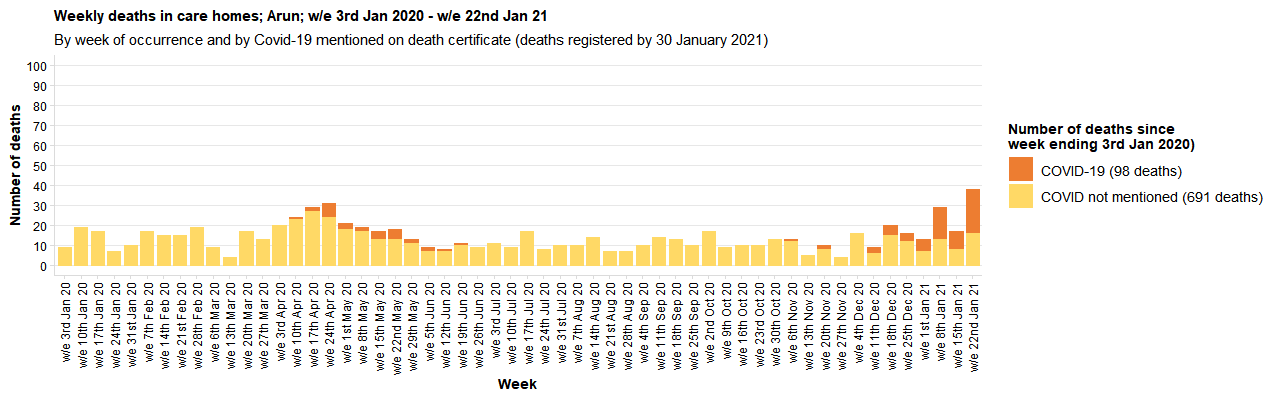 Weekly deaths in care homes; Arun; w/e 3rd Jan 2020 - w/e 22nd Jan 21
By week of occurrence and by Covid-19 mentioned on death certificate (deaths registered by 30 January 2021)
Number of deaths
100
90
80
70
60
50
40
30
20
10
0
w/e 3rd Jan 20
w/e 10th Jan 20
w/e 17th Jan 20
w/e 24th Jan 20
w/e 31st Jan 20
w/e 7th Feb 20
w/e 14th Feb 20
w/e 21st Feb 20
w/e 28th Feb 20
w/e 6th Mar 20
w/e 13th Mar 20
w/e 20th Mar 20
w/e 27th Mar 20
w/e 3rd Apr 20
w/e 10th Apr 20
w/e 17th Apr 20
w/e 24th Apr 20
w/e 1st May 20
w/e 8th May 20
w/e 15th May 20
w/e 22nd May 20
w/e 29th May 20
w/e 5th Jun 20
w/e 12th Jun 20
w/e 19th Jun 20
w/e 26th Jun 20
w/e 3rd Jul 20
w/e 10th Jul 20
w/e 17th Jul 20
w/e 24th Jul 20
w/e 31st Jul 20
w/e 7th Aug 20
w/e 14th Aug 20
w/e 21st Aug 20
w/e 28th Aug 20
w/e 4th Sep 20
w/e 11th Sep 20
w/e 18th Sep 20
w/e 25th Sep 20
w/e 2nd Oct 20
w/e 9th Oct 20
w/e 16th Oct 20
w/e 23rd Oct 20
w/e 30th Oct 20
w/e 6th Nov 20
w/e 13th Nov 20
w/e 20th Nov 20
w/e 27th Nov 20
w/e 4th Dec 20
w/e 11th Dec 20
w/e 18th Dec 20
w/e 25th Dec 20
w/e 1st Jan 21
w/e 8th Jan 21
w/e 15th Jan 21
w/e 22nd Jan 21
Week
Number of deaths since
week ending 3rd Jan 2020)
COVID-19 (98 deaths)
COVID not mentioned (691 deaths)